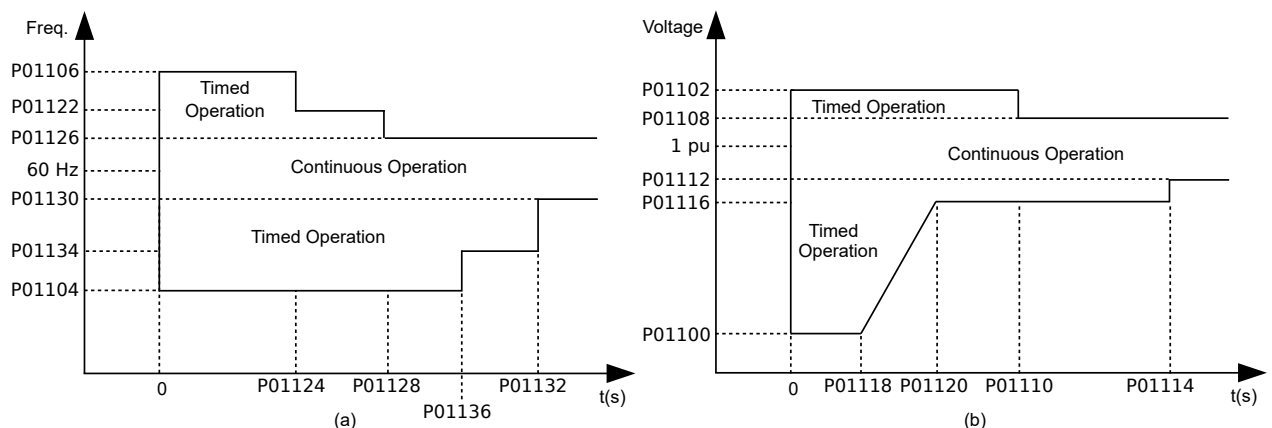 Freq.
P01106
P01122
P01126
60 Hz
P01130
P01134
P01104
Timed
Operation
Continuous Operation
Timed Operation
0
P01124
P01128
P01132
t(s)
P01136
(a)
Voltage
P01102
P01108
1 pu
P01112
P01116
P01100
Timed Operation
Continuous Operation
Timed
Operation
0
P01118
P01120
P01110
P01114
t(s)
(b)